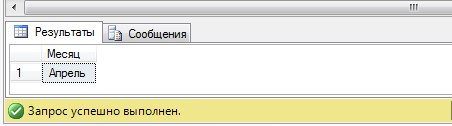 Результаты Сообщения
Месяц
1 Апрель
Запрос успешно выполнен.